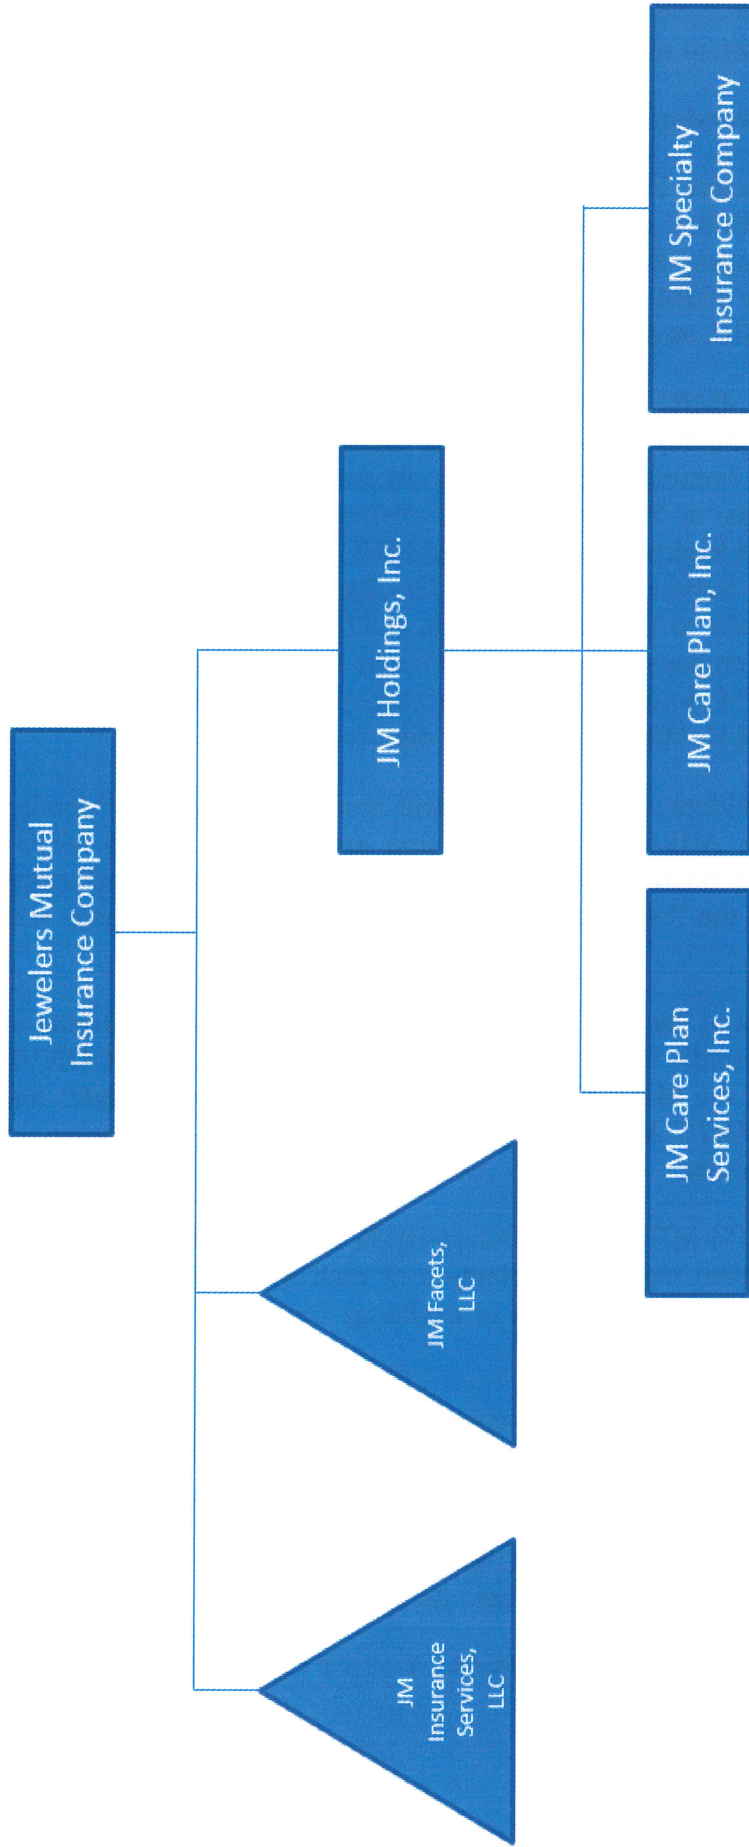 Jewelers Mutual
Insurance Company
JM
Insurance
Services,
LLC
JM Facets,
LLC
JM Holdings, Inc.
JM Care Plan
Services, Inc.
JM Care Plan, Inc.
JM Specialty
Insurance Company